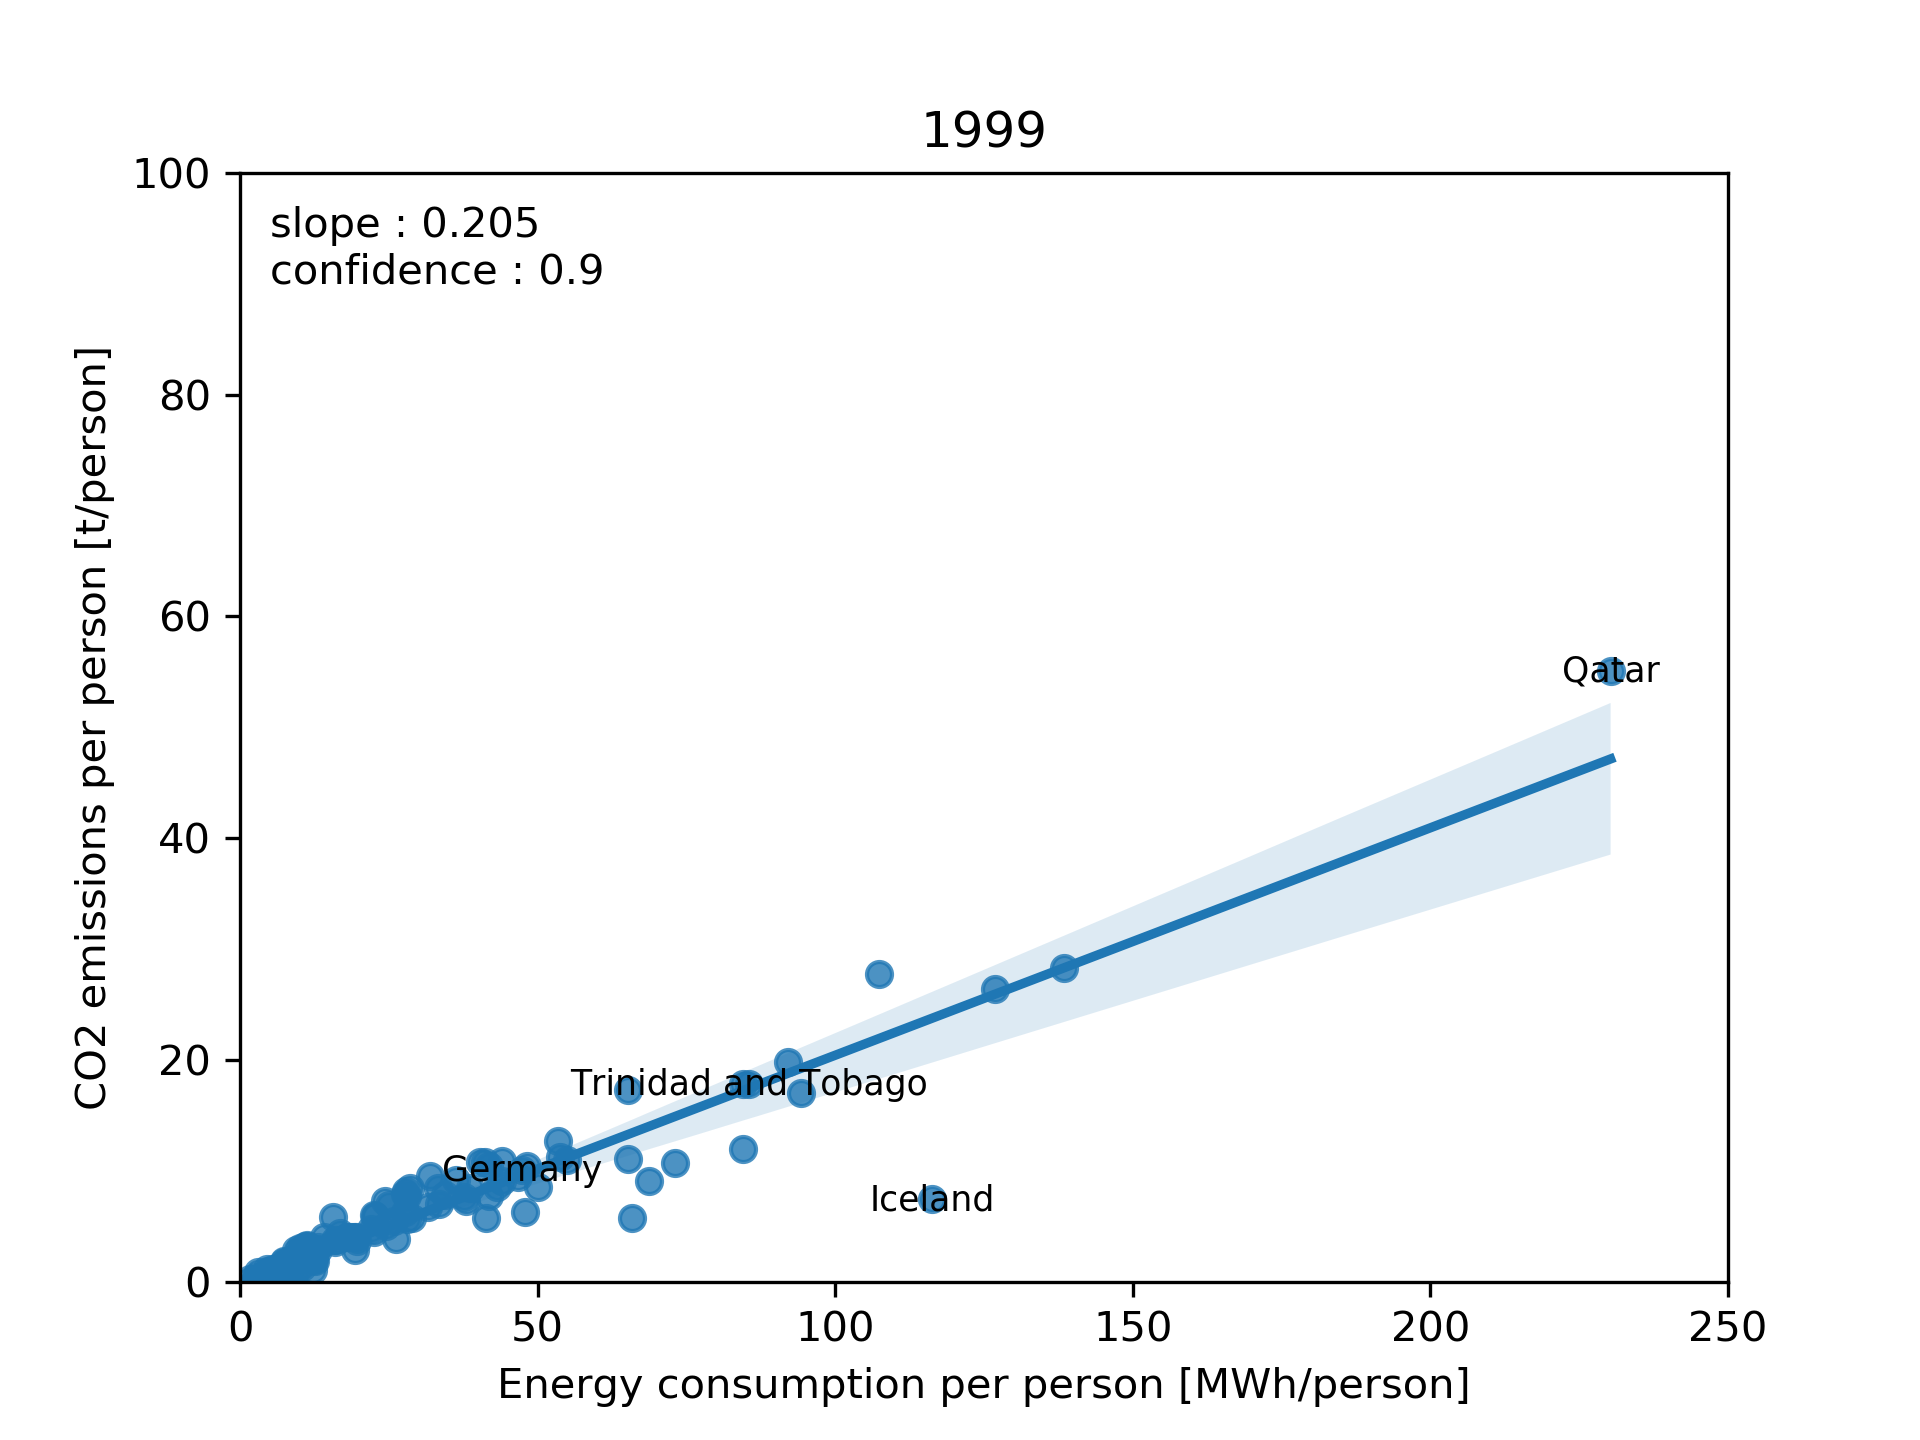 1999
slope : 0.205
confidence : 0.9
CO2 emissions per person [t/person]
100
80
60
40
20
0
Qatar
Trinidad and Tobago
Germany
Iceland
0 50 100 150 200 250
Energy consumption per person [MWh/person]